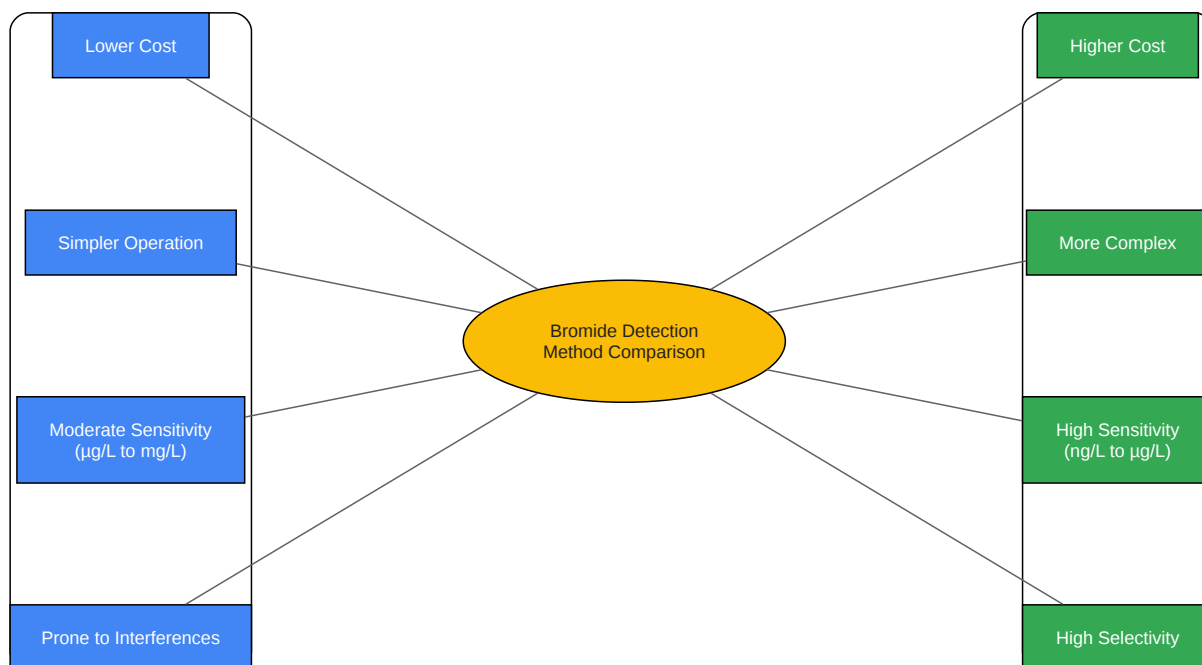 Lower Cost
Higher Cost
Simpler Operation
More Complex
Bromide Detection
Method Comparison
Moderate Sensitivity
(µg/L to mg/L)
High Sensitivity
(ng/L to µg/L)
Prone to Interferences
High Selectivity